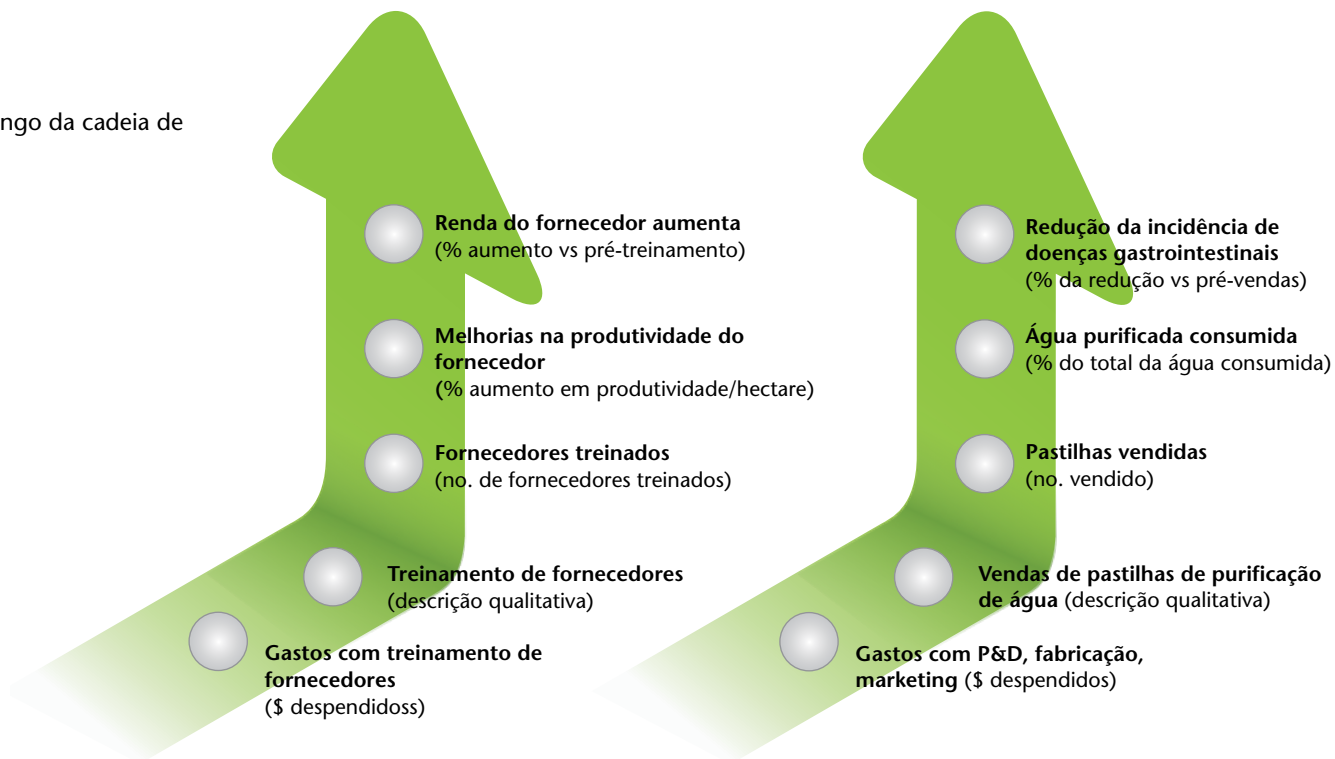 ngo da cadeia de
Renda do fornecedor aumenta
(% aumento vs pré-treinamento)
Melhorias na produtividade do
fornecedor
(% aumento em produtividade/hectare)
Fornecedores treinados
(no. de fornecedores treinados)
Treinamento de fornecedores
(descrição qualitativa)
Gastos com treinamento de
fornecedores
($ despendidoss)
Redução da incidência de
doenças gastrointestinais
(% da redução vs pré-vendas)
Água purificada consumida
(% do total da água consumida)
Pastilhas vendidas
(no. vendido)
Vendas de pastilhas de purificação
de água (descrição qualitativa)
Gastos com P&D, fabricação,
marketing ($ despendidos)